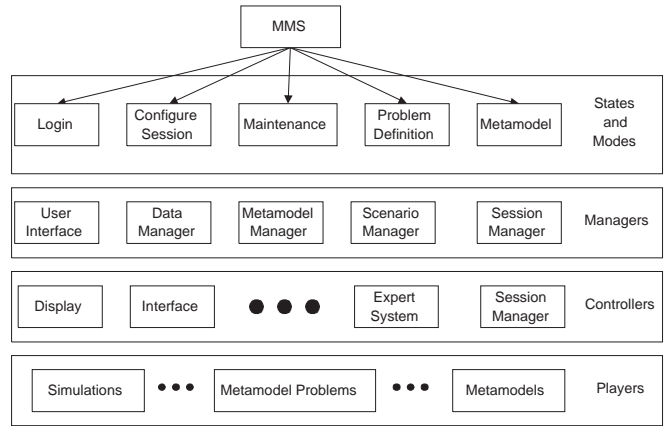 MMS
Login
Configure
Session
Maintenance
Problem
Definition
Metamodel
States
and
Modes
User
Interface
Data
Manager
Metamodel
Manager
Scenario
Manager
Session
Manager
Managers
Display
Interface
Expert
System
Session
Manager
Controllers
Simulations
Metamodel Problems
Metamodels
Players